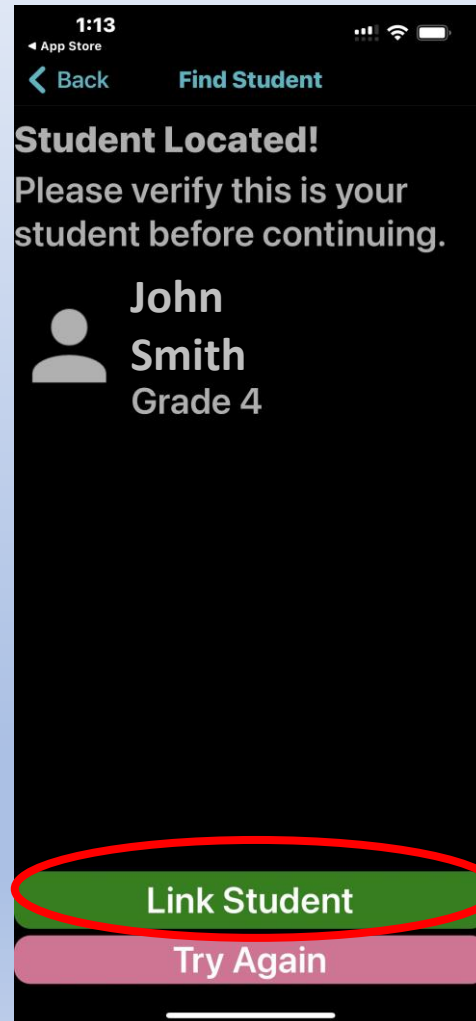 1:13
◀ App Store
Back Find Student
Student Located!
Please verify this is your
student before continuing.
John
Smith
Grade 4
Link Student
Try Again